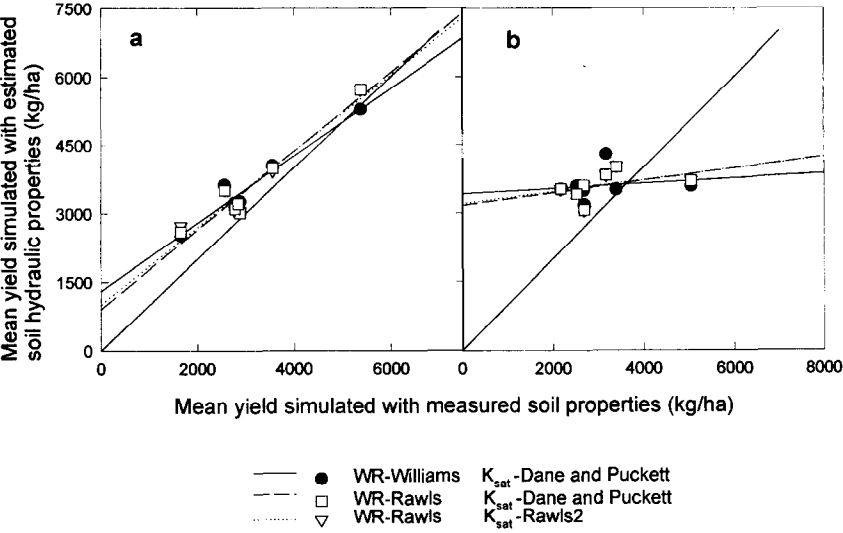 Mean yield simulated with estimated
soil hydraulic properties (kg/ha)
7500
6000
4500
3000
1500
0
a
b
0
2000
4000
6000
0
2000
4000
6000
8000
Mean yield simulated with measured soil properties (kg/ha)
WR-Williams Ksat-Dane and Puckett
WR-Rawls Ksat-Dane and Puckett
WR-Rawls Ksat-Rawls2